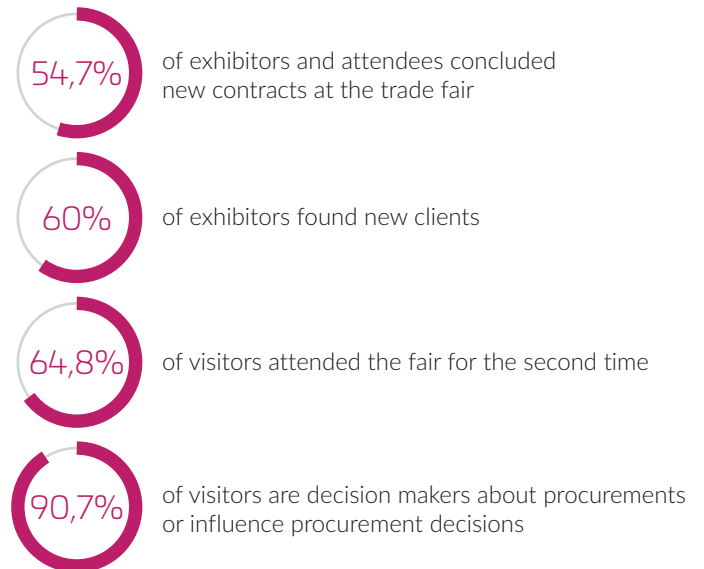 54,7%
of exhibitors and attendees concluded
new contracts at the trade fair
60%
of exhibitors found new clients
64,8%
of visitors attended the fair for the second time
90,7%
of visitors are decision makers about procurements
or influence procurement decisions